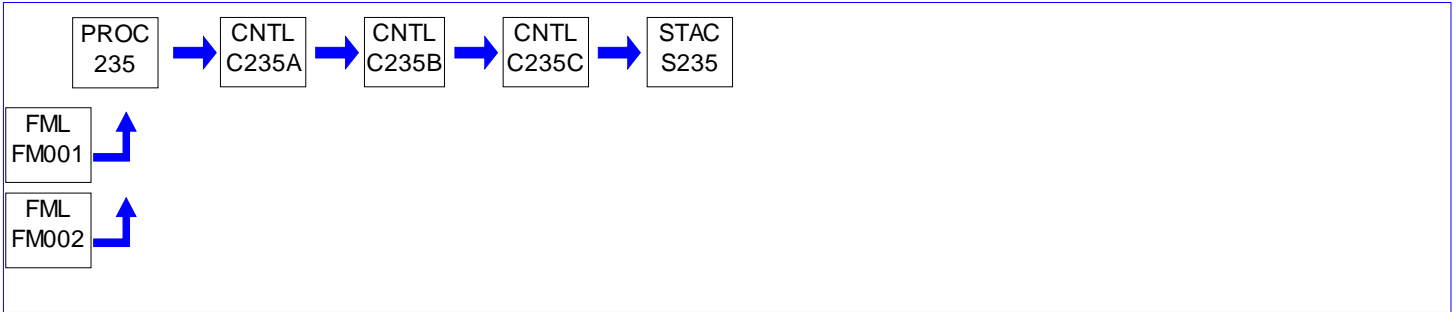 PROC
235
CNTL
C235A
CNTL
C235B
CNTL
C235C
STAC
S235
FML
FM001
FML
FM002